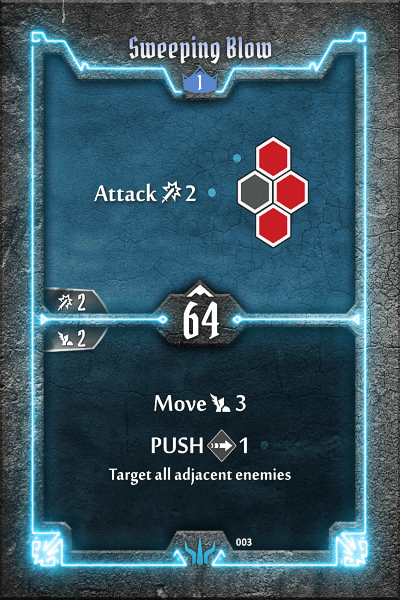 Sweeping Blow
1
Attack 2
2
64
2
Move 3
PUSH 1
Target all adjacent enemies
003